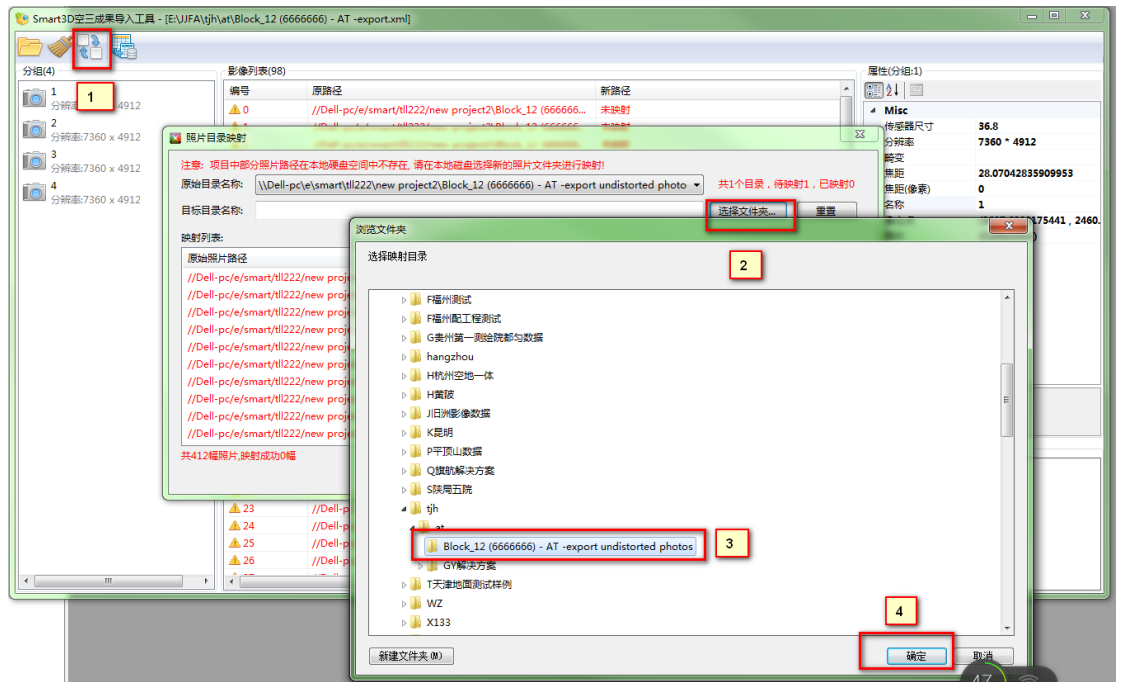 Smart3D空三成果导入工具 - [E:\JJFA\tjh\at\Block_12 (6666666) - AT -export.xml]
分组(4)
1
分辨率:7360 x 4912
2
分辨率:7360 x 4912
3
分辨率:7360 x 4912
4
分辨率:7360 x 4912
1
影像列表(98)
编号 原路径 新路径
0 //Dell-pc/e/smart/tll222/new project2\Block_12 (666666... 未映射
属性(分组:1)
Misc
传感器尺寸 36.8
分辨率 7360 * 4912
畸变
焦距 28.07042835909953
焦距(像素) 0
名称 1
175441 , 2460.
照片目录映射
注意: 项目中部分照片路径在本地硬盘空间中不存在, 请在本地磁盘选择新的照片文件夹进行映射!
原始目录名称: \\Dell-pc\e\smart\tll222\new project2\Block_12 (6666666) - AT -export undistorted photo 共1个目录，待映射1，已映射0
目标目录名称: 选择文件夹... 重置
映射列表:
原始照片路径
//Dell-pc/e/smart/tll222/new proje
//Dell-pc/e/smart/tll222/new proje
//Dell-pc/e/smart/tll222/new proje
//Dell-pc/e/smart/tll222/new proje
//Dell-pc/e/smart/tll222/new proje
//Dell-pc/e/smart/tll222/new proje
//Dell-pc/e/smart/tll222/new proje
//Dell-pc/e/smart/tll222/new proje
//Dell-pc/e/smart/tll222/new proje
//Dell-pc/e/smart/tll222/new proje
共412幅照片,映射成功0幅
23 //Dell-p
24 //Dell-p
25 //Dell-p
26 //Dell-p
浏览文件夹
选择映射目录
2
F福州测试
F福州配工程测试
G贵州第一测绘院都匀数据
hangzhou
H杭州空地一体
H黄陂
J旧洲影像数据
K昆明
P平顶山数据
Q旗航解决方案
S陕局五院
tjh
at
Block_12 (6666666) - AT -export undistorted photos
3
GY解决方案
T天津地面测试样例
WZ
X133
4
新建文件夹(M) 确定 取消
47